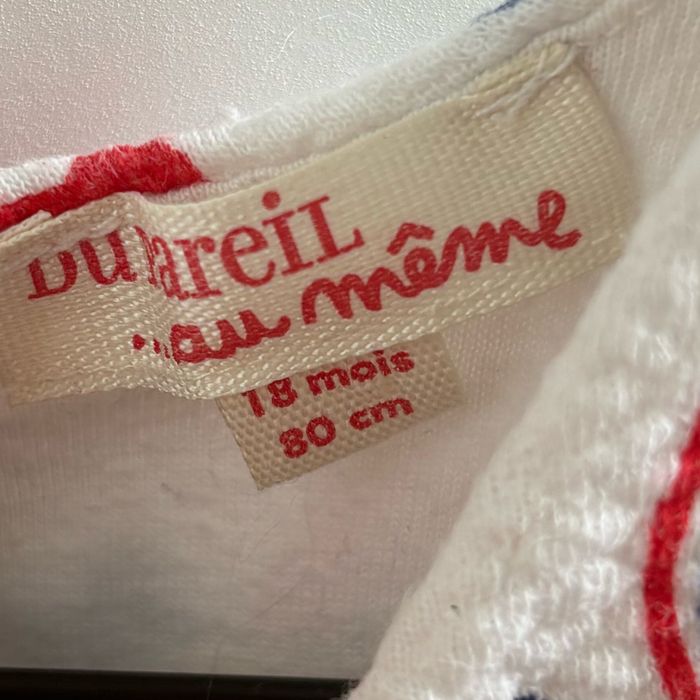 Du pareil
...au même
18 mois
80 cm